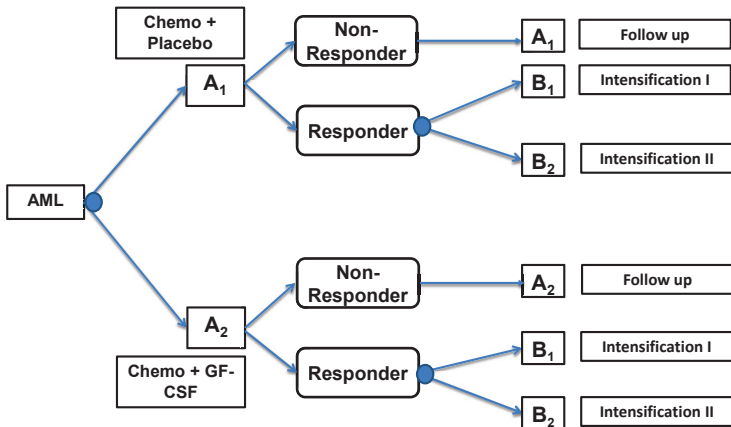 Chemo +
Placebo
Non-
Responder
A₁
Follow up
A₁
B₁
Intensification I
Responder
B₂
Intensification II
AML
Non-
Responder
A₂
Follow up
A₂
B₁
Intensification I
Chemo + GF-
CSF
Responder
B₂
Intensification II